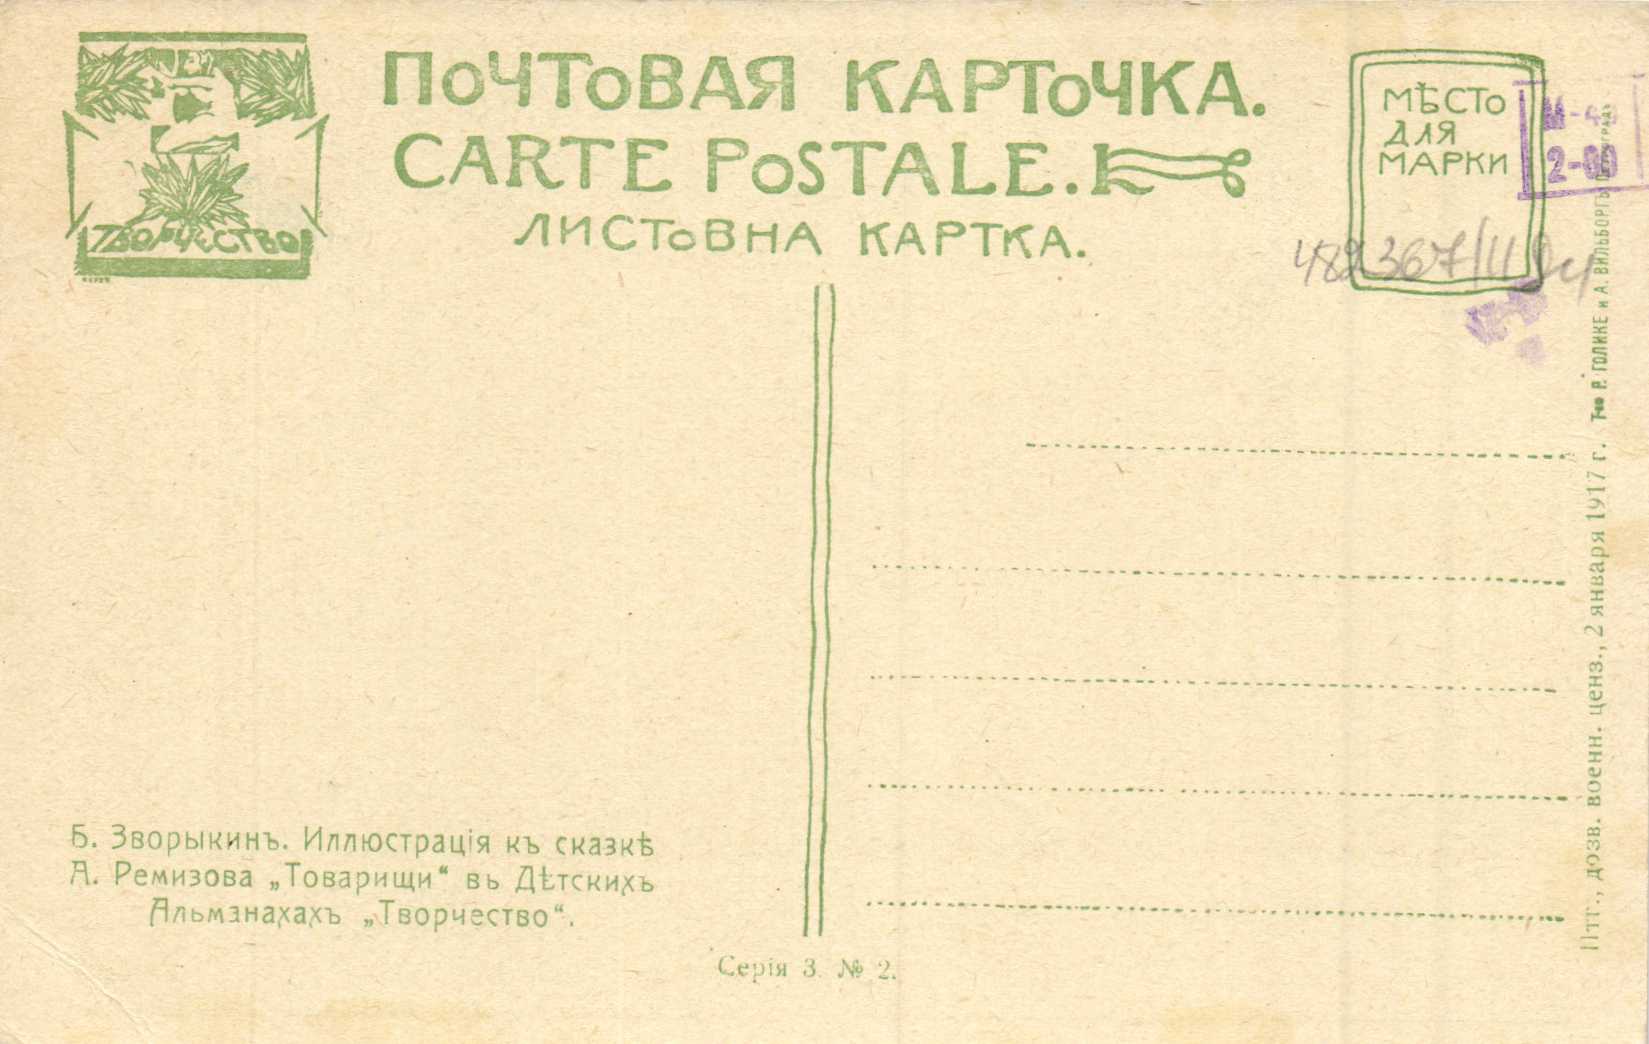 ТВОРЧЕСТВО
ПОЧТОВАЯ КАРТОЧКА.
CARTE POSTALE.
ЛИСТОВНА КАРТКА.
МѢСТО
ДЛЯ
МАРКИ
2-00
Б. Зворыкинъ. Иллюстрація къ сказкѣ
А. Ремизова „Товарищи“ въ Дѣтскихъ
Альманахахъ „Творчество“.
Серія 3. № 2.
Птг., дозв. военн. ценз., 2 января 1917 г. Т-во Р. ГОЛИКЕ и А. ВИЛЬБОРГЪ.